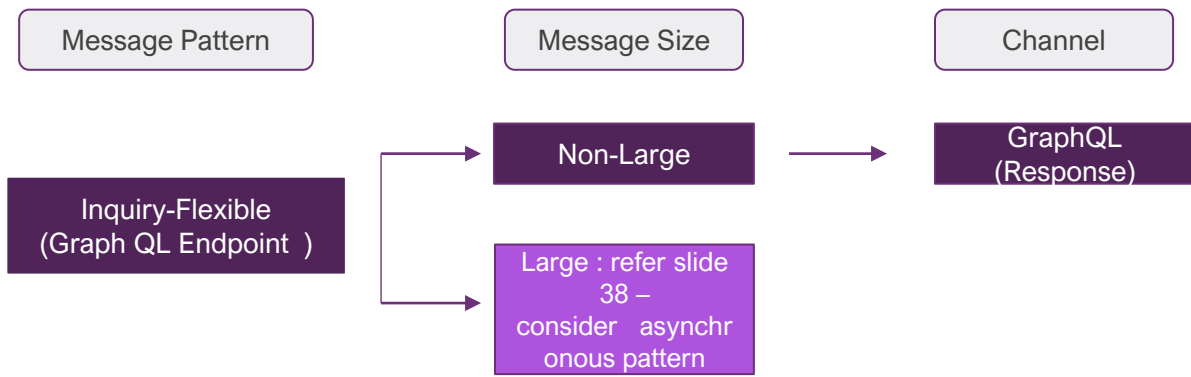 Message Pattern
Message Size
Channel
Inquiry-Flexible
(Graph QL Endpoint )
Non-Large
GraphQL
(Response)
Large : refer slide
38 –
consider asynchr
onous pattern